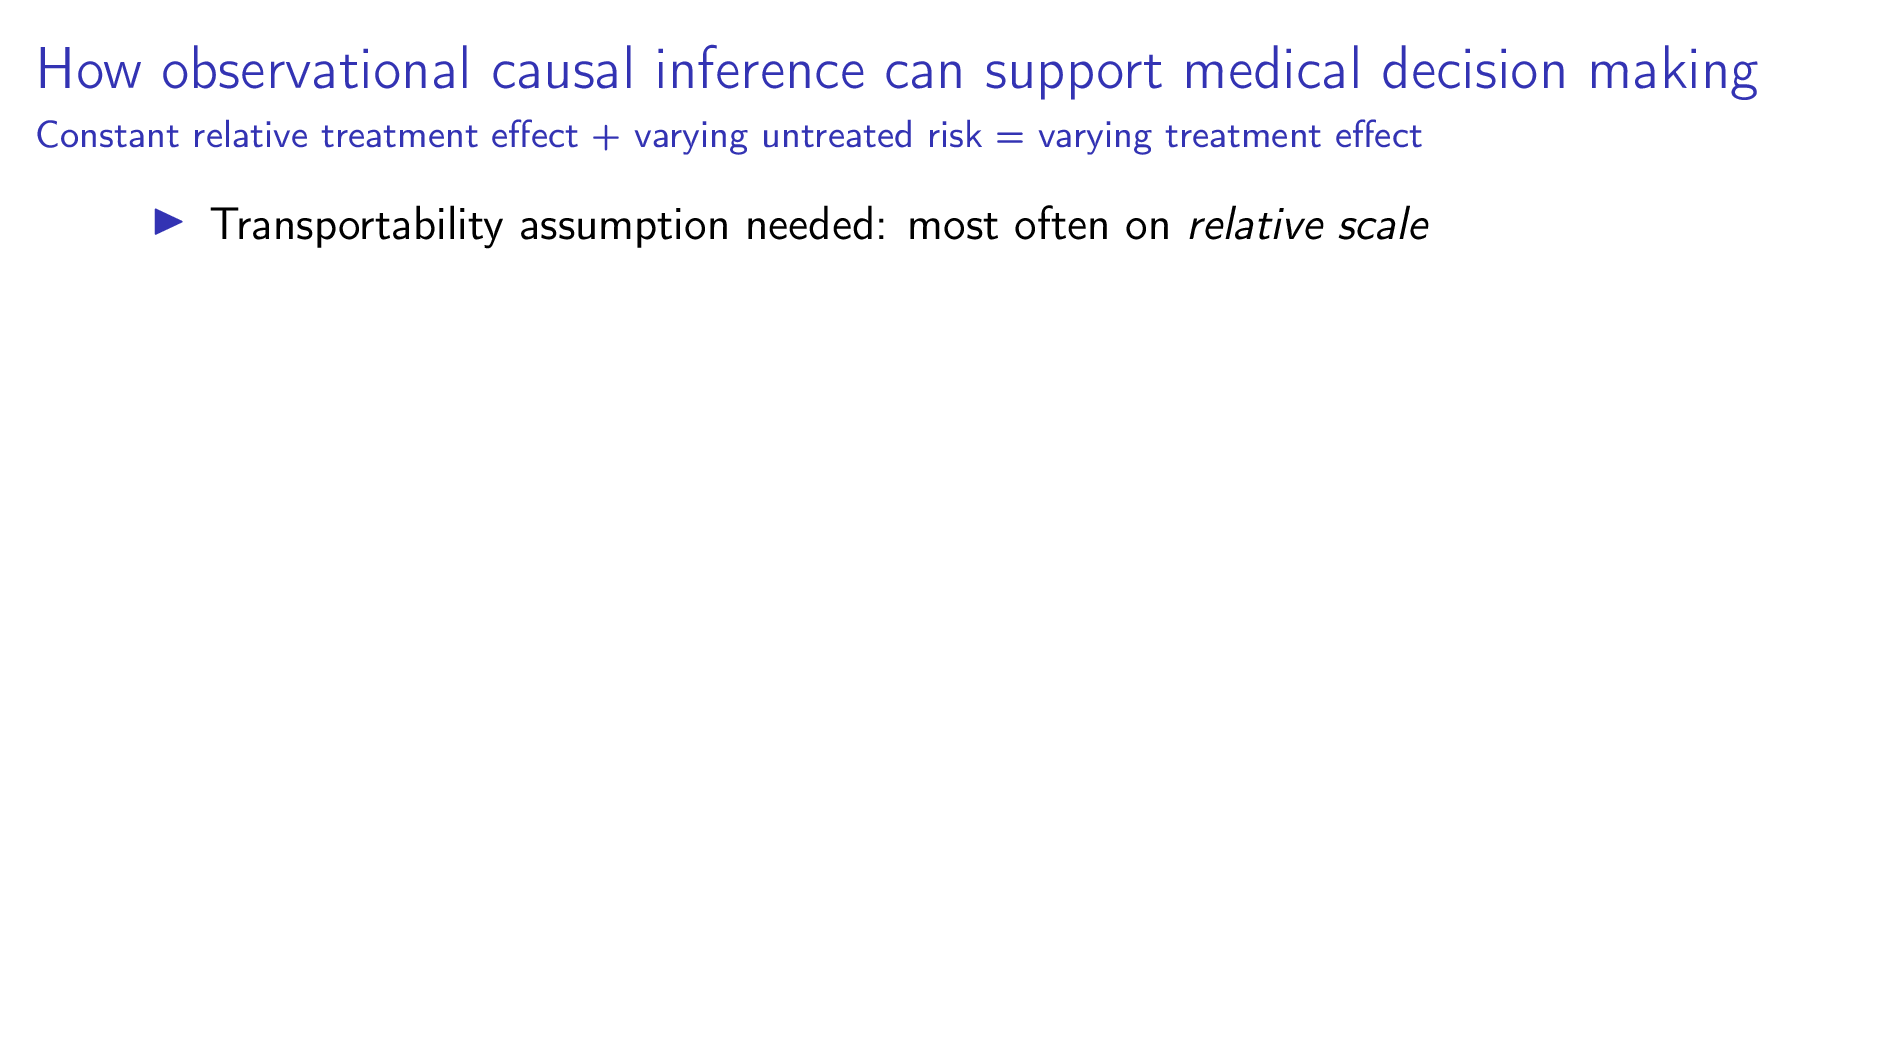 How observational causal inference can support medical decision making
Constant relative treatment effect + varying untreated risk = varying treatment effect
▶ Transportability assumption needed: most often on relative scale